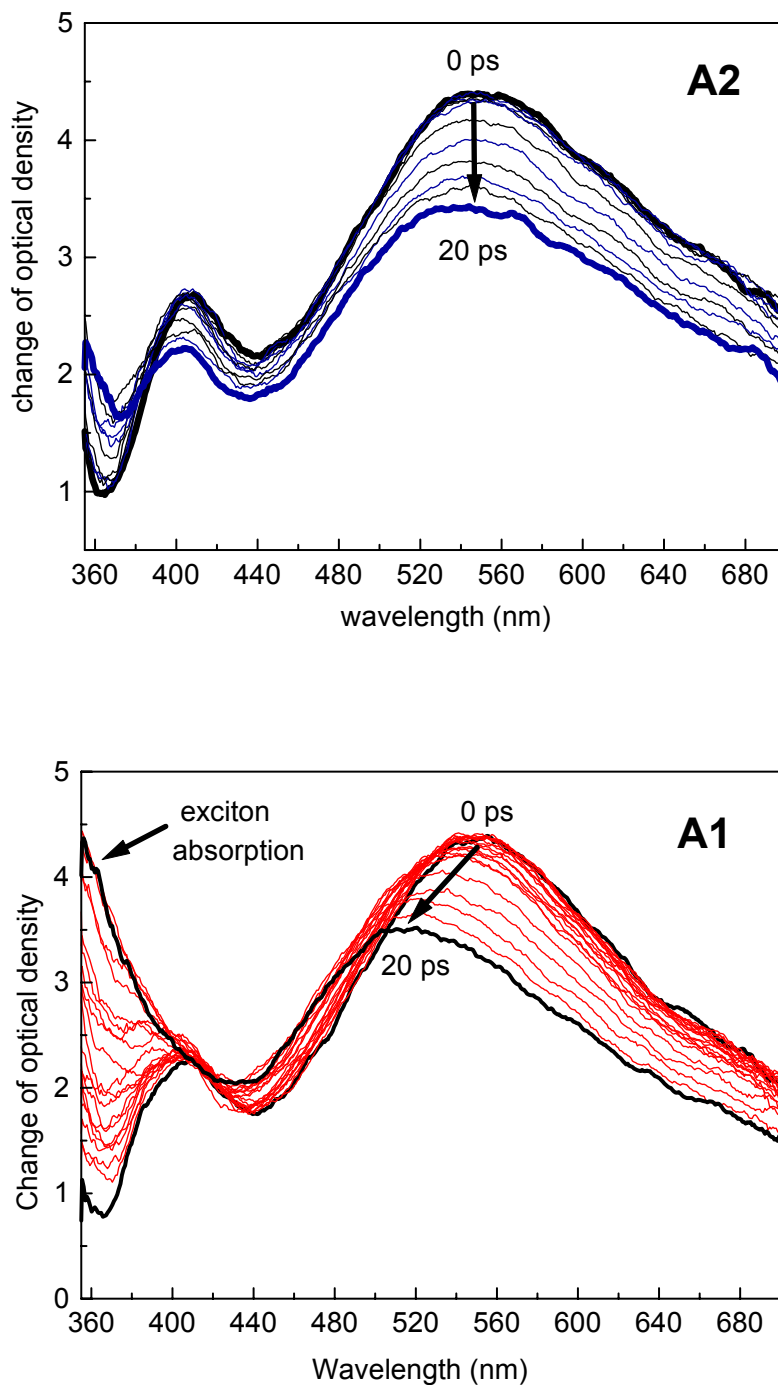 5
4
3
2
1
change of optical density
0 ps
A2
20 ps
360 400 440 480 520 560 600 640 680
wavelength (nm)
5
4
3
2
1
0
Change of optical density
exciton
absorption
0 ps
A1
20 ps
360 400 440 480 520 560 600 640 680
Wavelength (nm)